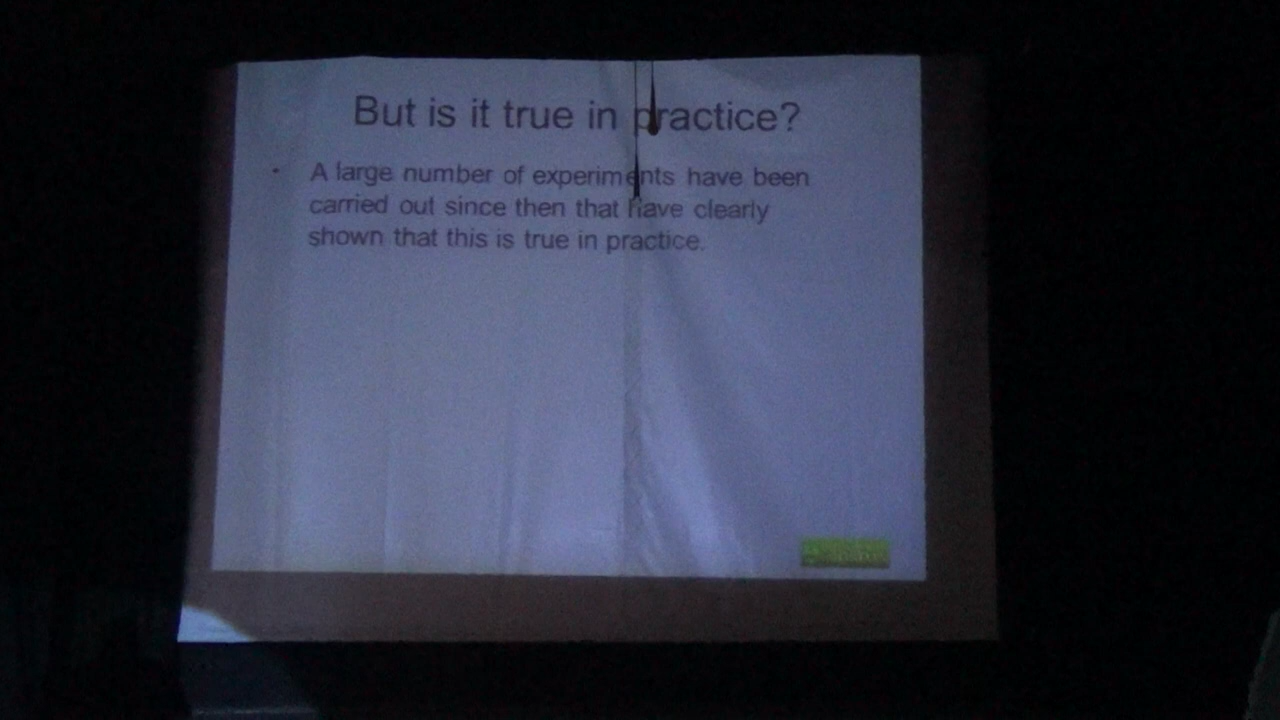 But is it true in practice?
• A large number of experiments have been
carried out since then that have clearly
shown that this is true in practice.